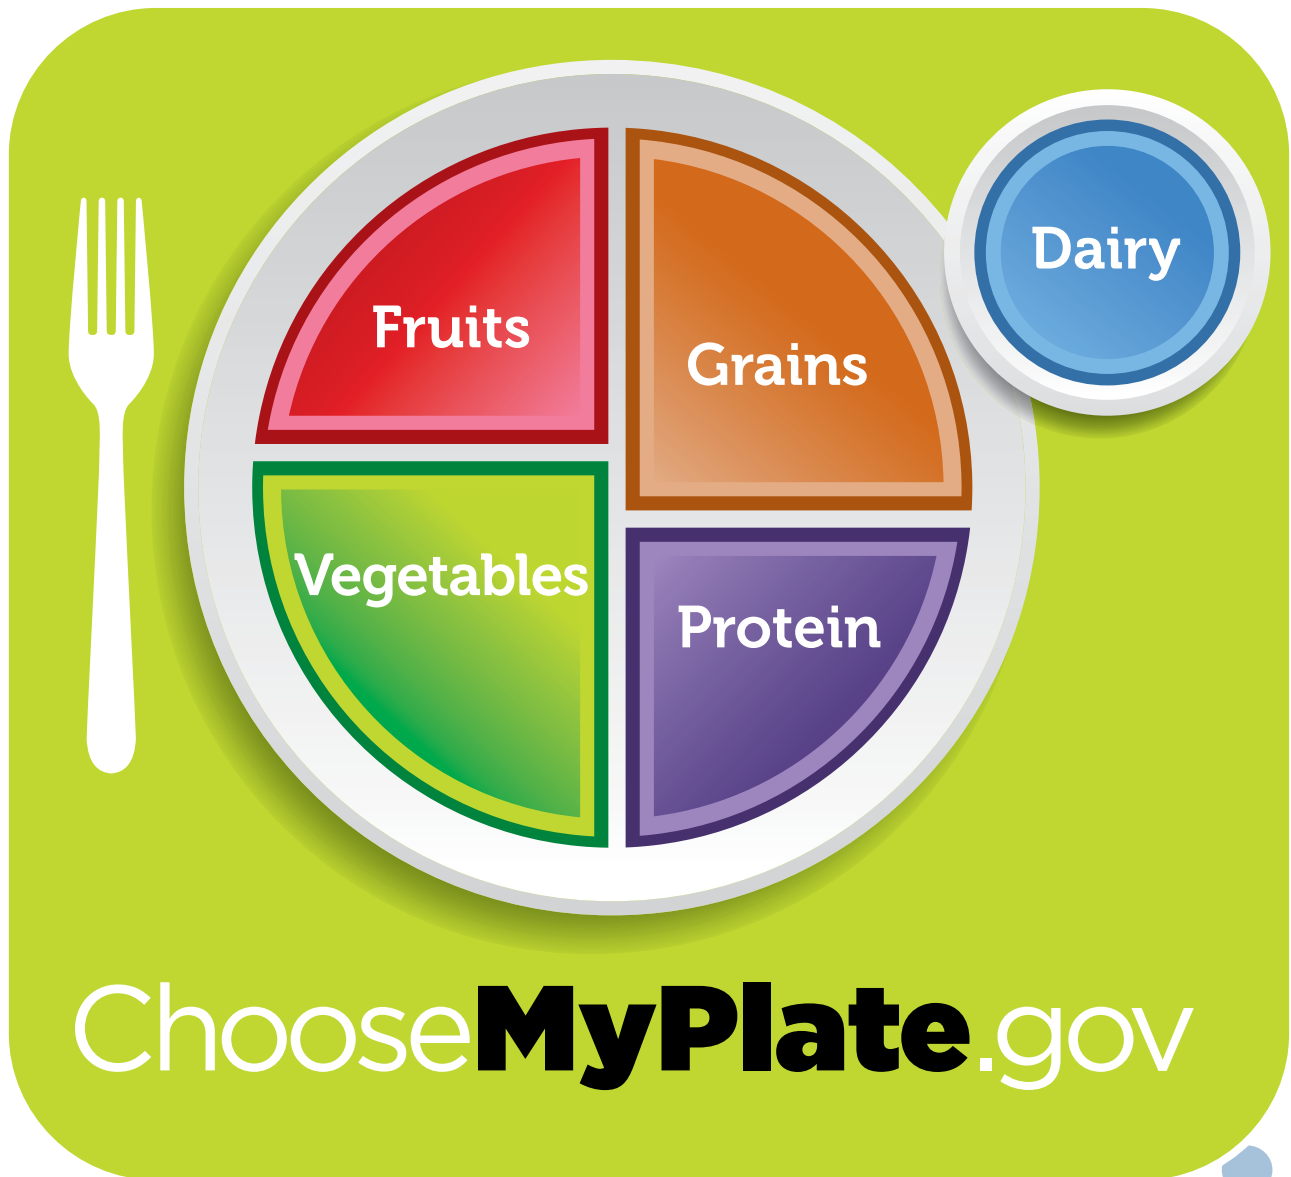 Fruits
Grains
Dairy
Vegetables
Protein
ChooseMyPlate.gov